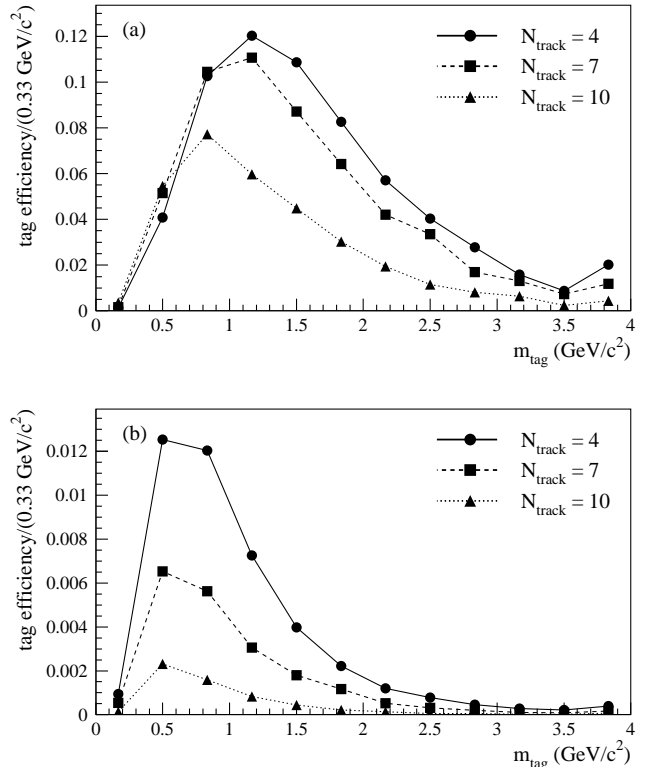 (a)
N_track = 4
N_track = 7
N_track = 10
tag efficiency/(0.33 GeV/c²)
0.12
0.1
0.08
0.06
0.04
0.02
0
0 0.5 1 1.5 2 2.5 3 3.5 4
m_tag (GeV/c²)
(b)
N_track = 4
N_track = 7
N_track = 10
tag efficiency/(0.33 GeV/c²)
0.012
0.01
0.008
0.006
0.004
0.002
0
0 0.5 1 1.5 2 2.5 3 3.5 4
m_tag (GeV/c²)